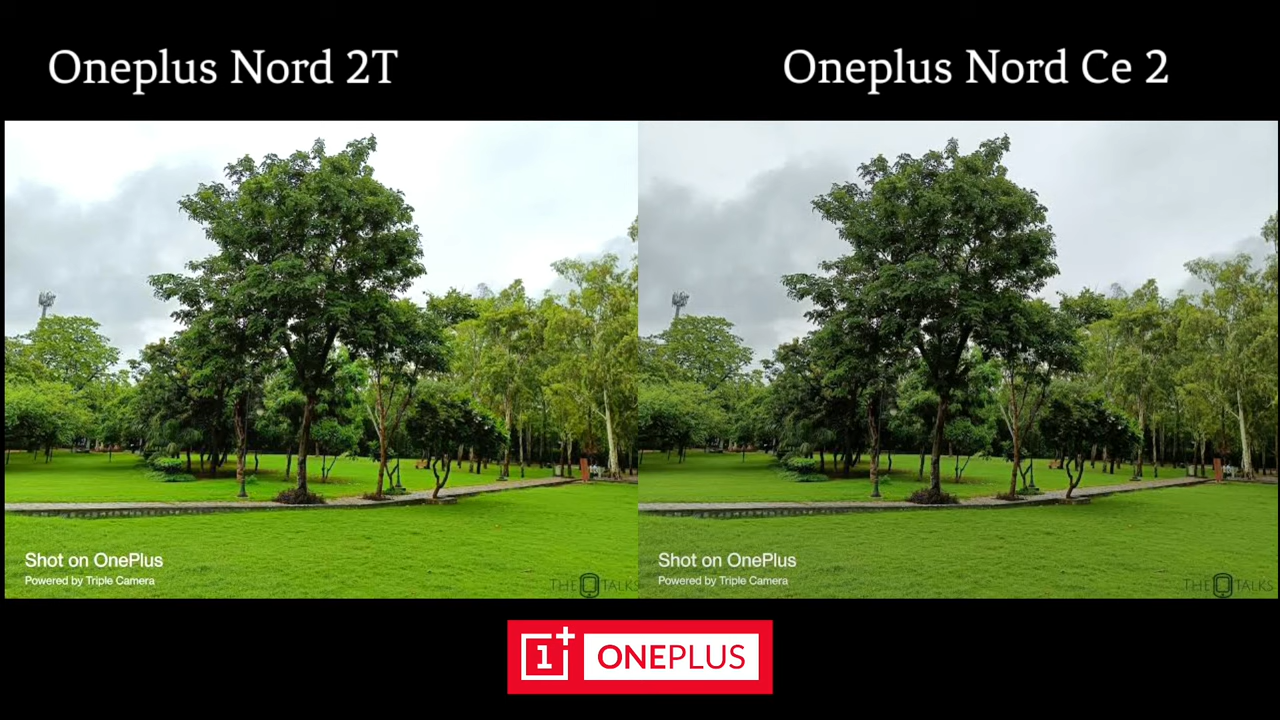 Oneplus Nord 2T
Oneplus Nord Ce 2
Shot on OnePlus
Powered by Triple Camera
THE TALKS
Shot on OnePlus
Powered by Triple Camera
THE TALKS
1+ ONEPLUS